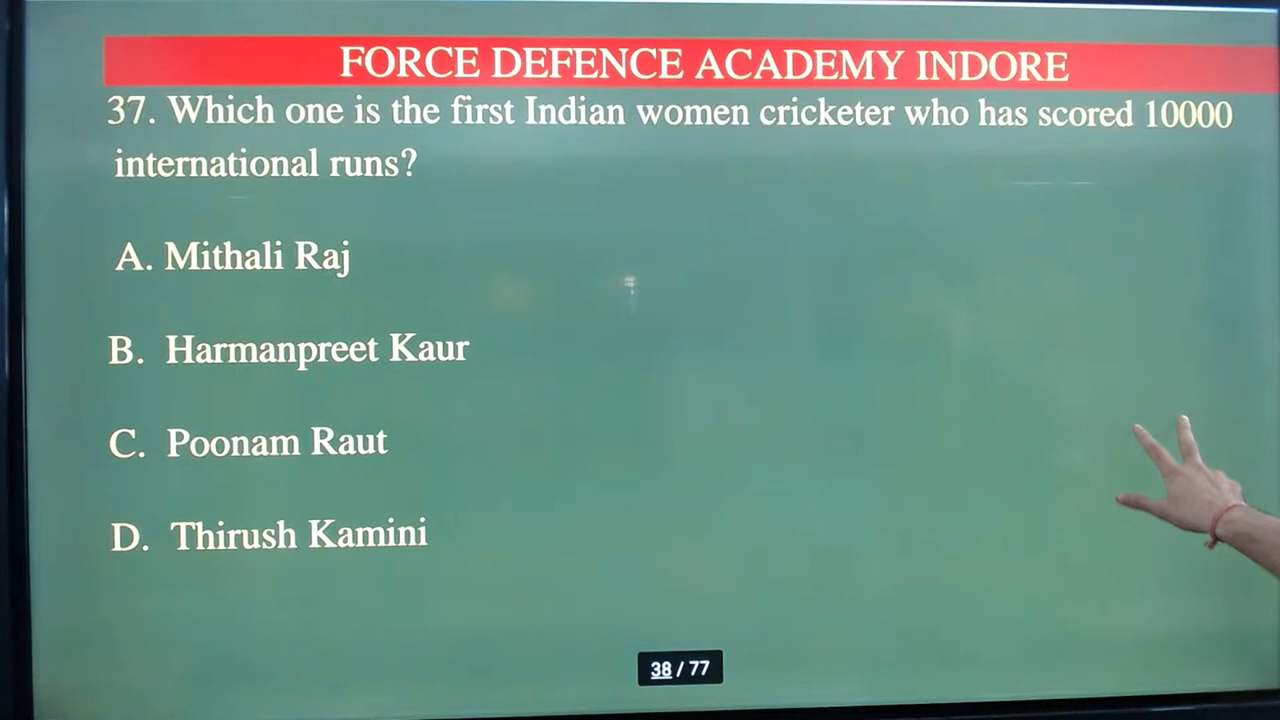 FORCE DEFENCE ACADEMY INDORE
37. Which one is the first Indian women cricketer who has scored 10000
international runs?
A. Mithali Raj
B. Harmanpreet Kaur
C. Poonam Raut
D. Thirush Kamini
38 / 77